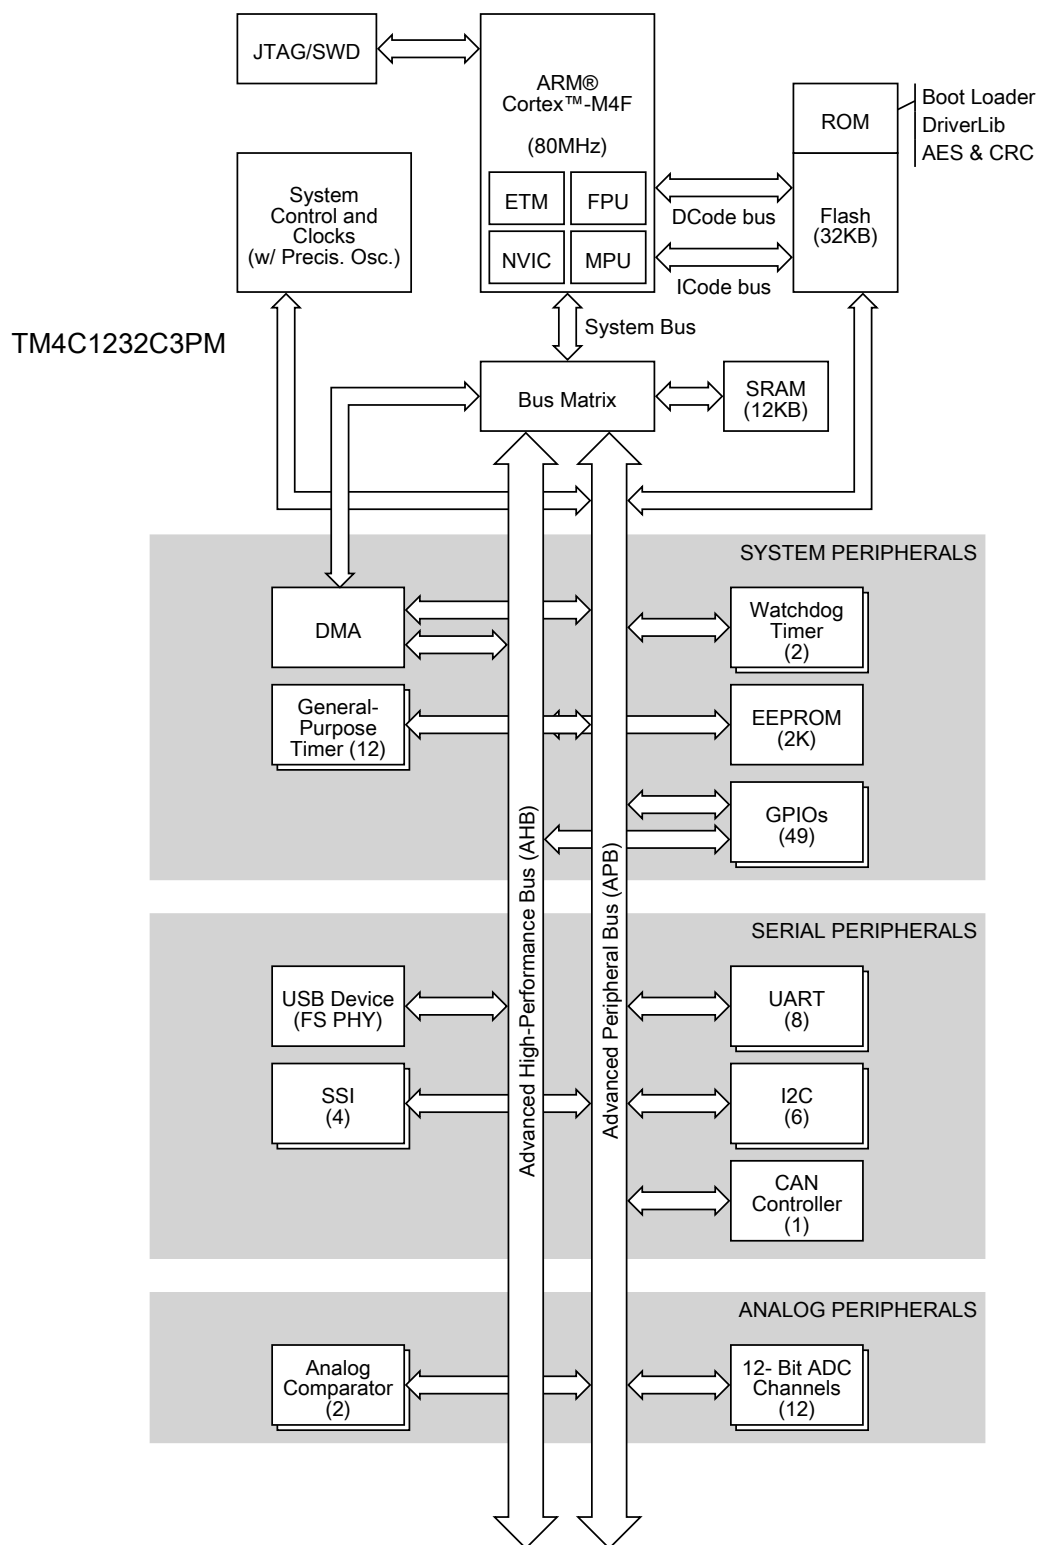 JTAG/SWD
ARM®
Cortex™-M4F
(80MHz)
ETM
FPU
NVIC
MPU
ROM
Boot Loader
DriverLib
AES & CRC
Flash
(32KB)
DCode bus
ICode bus
System
Control and
Clocks
(w/ Precis. Osc.)
TM4C1232C3PM
System Bus
Bus Matrix
SRAM
(12KB)
SYSTEM PERIPHERALS
DMA
Watchdog
Timer
(2)
General-
Purpose
Timer (12)
EEPROM
(2K)
GPIOs
(49)
Advanced High-Performance Bus (AHB)
Advanced Peripheral Bus (APB)
SERIAL PERIPHERALS
USB Device
(FS PHY)
UART
(8)
SSI
(4)
I2C
(6)
CAN
Controller
(1)
ANALOG PERIPHERALS
Analog
Comparator
(2)
12- Bit ADC
Channels
(12)